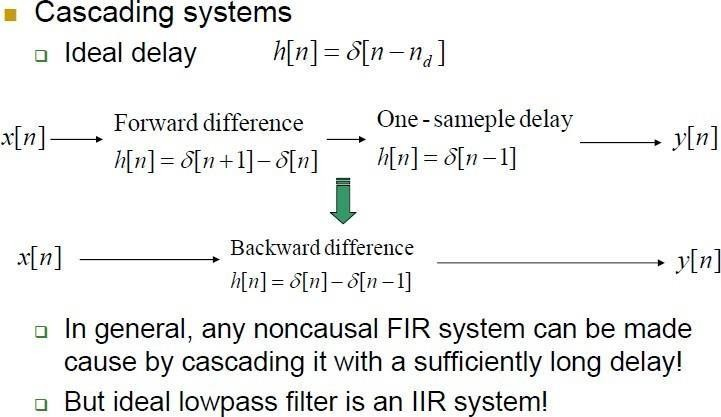 Cascading systems
Ideal delay h[n] = δ[n − n_d]
Forward difference One - sameple delay
x[n] y[n]
h[n] = δ[n+1] − δ[n] h[n] = δ[n−1]
Backward difference
x[n] y[n]
h[n] = δ[n] − δ[n−1]
In general, any noncausal FIR system can be made
cause by cascading it with a sufficiently long delay!
But ideal lowpass filter is an IIR system!